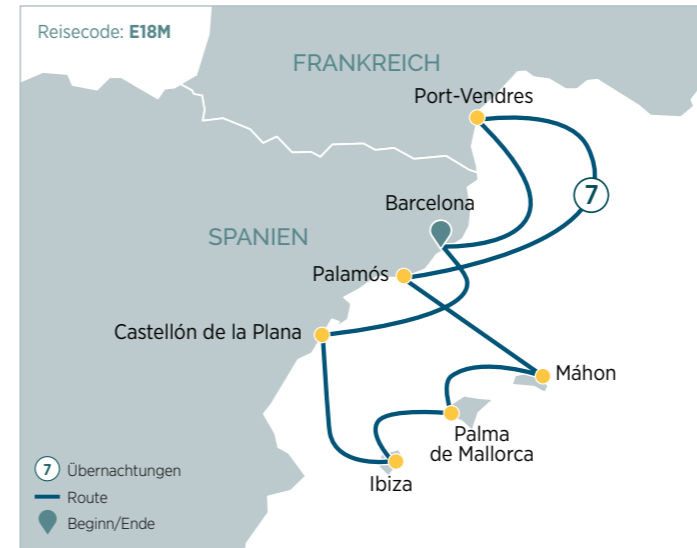 Reisecode: E18M
FRANKREICH
Port-Vendres
7
Barcelona
SPANIEN
Palamós
Castellón de la Plana
Máhon
Palma
de Mallorca
Ibiza
7 Übernachtungen
Route
Beginn/Ende